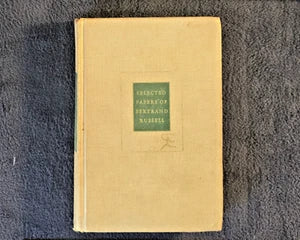 SELECTED
PAPERS OF
BERTRAND
RUSSELL